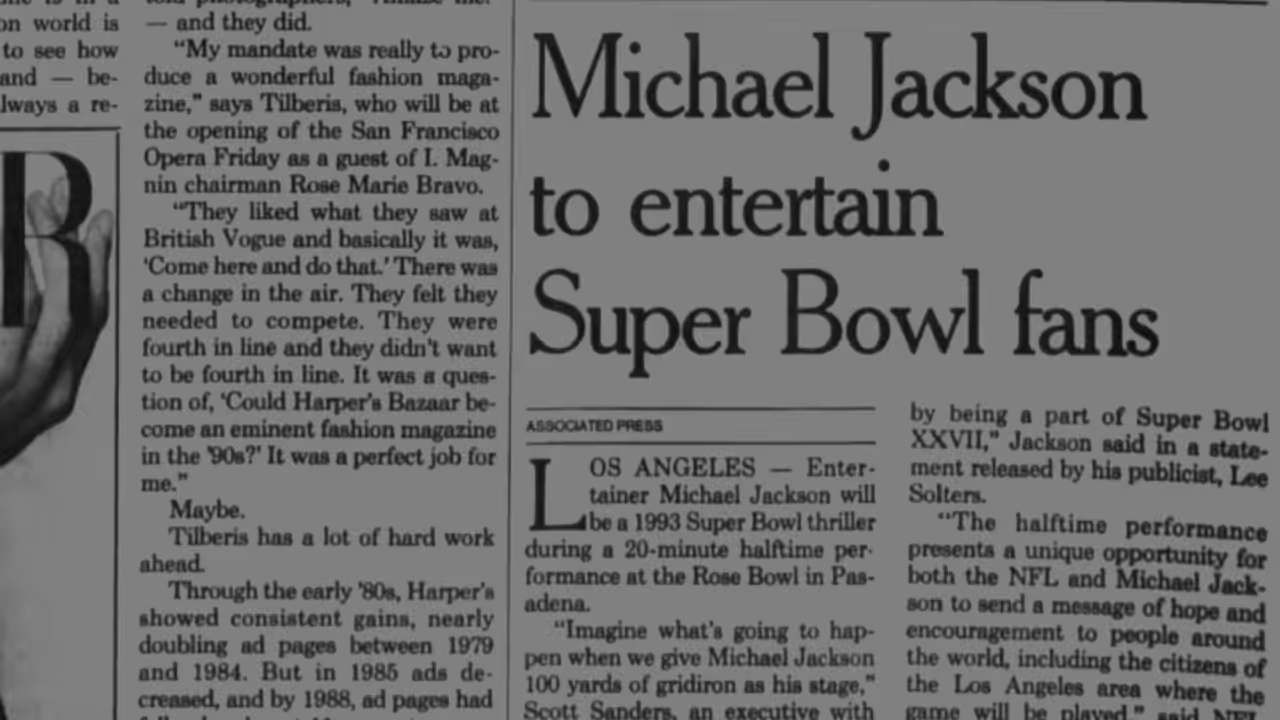 on world is
to see how
and — be-
lways a re-
R
— and they did.
“My mandate was really to pro-
duce a wonderful fashion maga-
zine,” says Tilberis, who will be at
the opening of the San Francisco
Opera Friday as a guest of I. Mag-
nin chairman Rose Marie Bravo.
“They liked what they saw at
British Vogue and basically it was,
‘Come here and do that.’ There was
a change in the air. They felt they
needed to compete. They were
fourth in line and they didn’t want
to be fourth in line. It was a ques-
tion of, ‘Could Harper’s Bazaar be-
come an eminent fashion magazine
in the ’90s?’ It was a perfect job for
me.”
Maybe.
Tilberis has a lot of hard work
ahead.
Through the early ’80s, Harper’s
showed consistent gains, nearly
doubling ad pages between 1979
and 1984. But in 1985 ads de-
creased, and by 1988, ad pages had
Michael Jackson
to entertain
Super Bowl fans
ASSOCIATED PRESS
LOS ANGELES — Enter-
tainer Michael Jackson will
be a 1993 Super Bowl thriller
during a 20-minute halftime per-
formance at the Rose Bowl in Pas-
adena.
“Imagine what’s going to hap-
pen when we give Michael Jackson
100 yards of gridiron as his stage,”
Scott Sanders, an executive with
by being a part of Super Bowl
XXVII,” Jackson said in a state-
ment released by his publicist, Lee
Solters.
“The halftime performance
presents a unique opportunity for
both the NFL and Michael Jack-
son to send a message of hope and
encouragement to people around
the world, including the citizens of
the Los Angeles area where the
game will be played,” said NFL